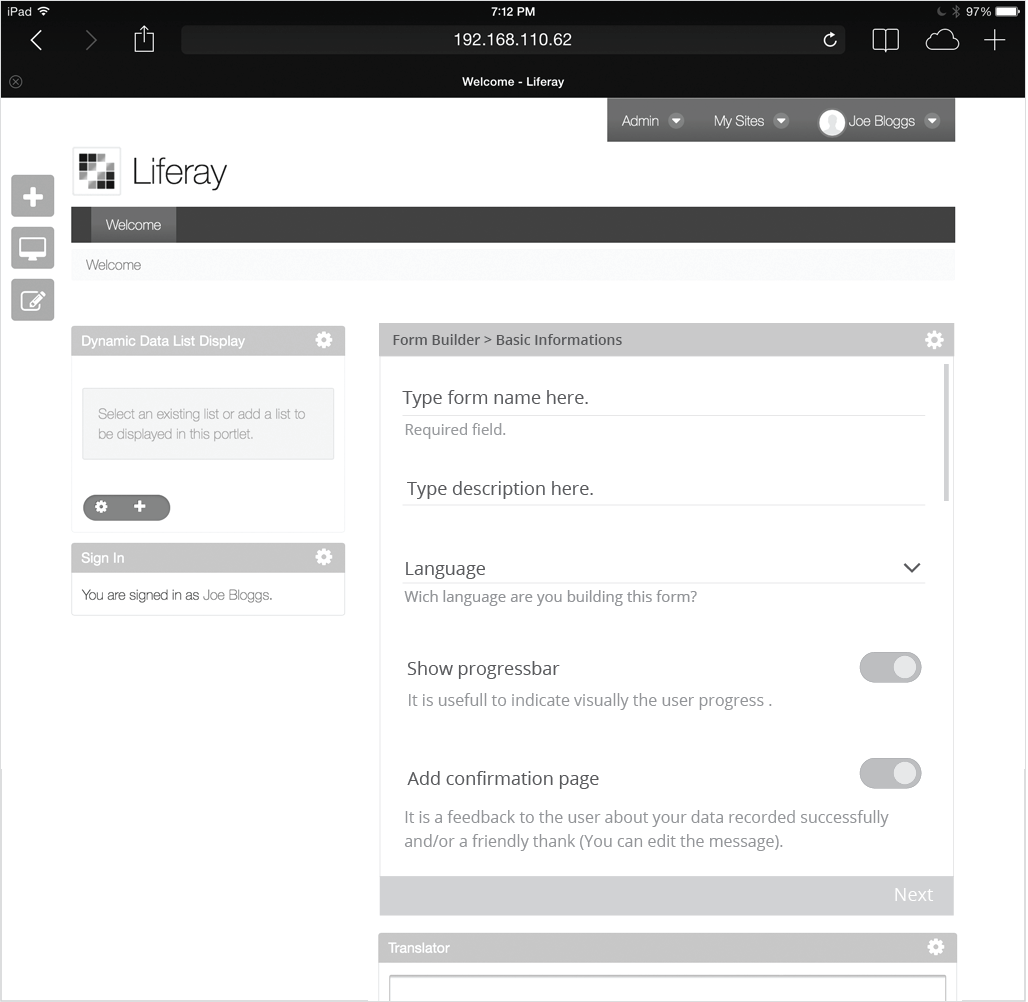 iPad 7:12 PM 97%
192.168.110.62
Welcome - Liferay
Admin My Sites Joe Bloggs
Liferay
Welcome
Welcome
Dynamic Data List Display
Select an existing list or add a list to
be displayed in this portlet.
Sign In
You are signed in as Joe Bloggs.
Form Builder > Basic Informations
Type form name here.
Required field.
Type description here.
Language
Wich language are you building this form?
Show progressbar
It is usefull to indicate visually the user progress .
Add confirmation page
It is a feedback to the user about your data recorded successfully
and/or a friendly thank (You can edit the message).
Next
Translator